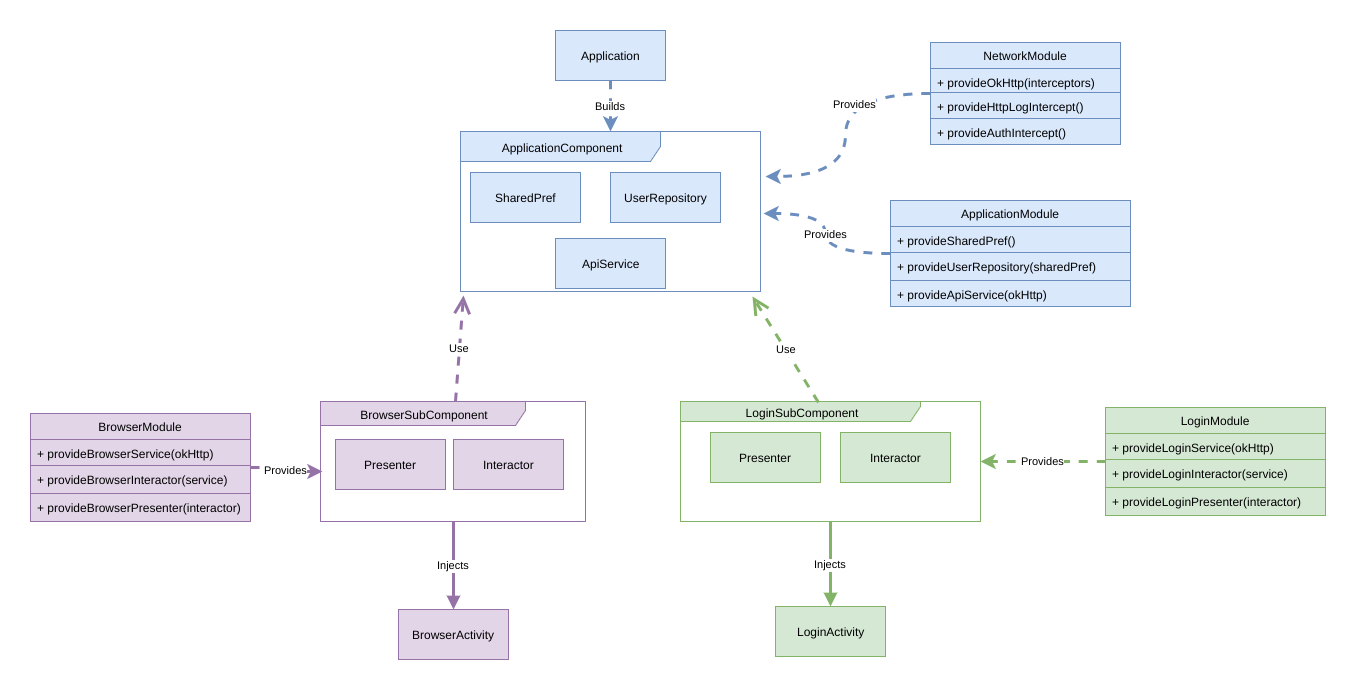 Application
Builds
ApplicationComponent
SharedPref
UserRepository
ApiService
NetworkModule
+ provideOkHttp(interceptors)
+ provideHttpLogIntercept()
+ provideAuthIntercept()
Provides
ApplicationModule
+ provideSharedPref()
+ provideUserRepository(sharedPref)
+ provideApiService(okHttp)
Provides
Use
Use
BrowserModule
+ provideBrowserService(okHttp)
+ provideBrowserInteractor(service)
+ provideBrowserPresenter(interactor)
Provides
BrowserSubComponent
Presenter
Interactor
LoginSubComponent
Presenter
Interactor
Provides
LoginModule
+ provideLoginService(okHttp)
+ provideLoginInteractor(service)
+ provideLoginPresenter(interactor)
Injects
Injects
BrowserActivity
LoginActivity